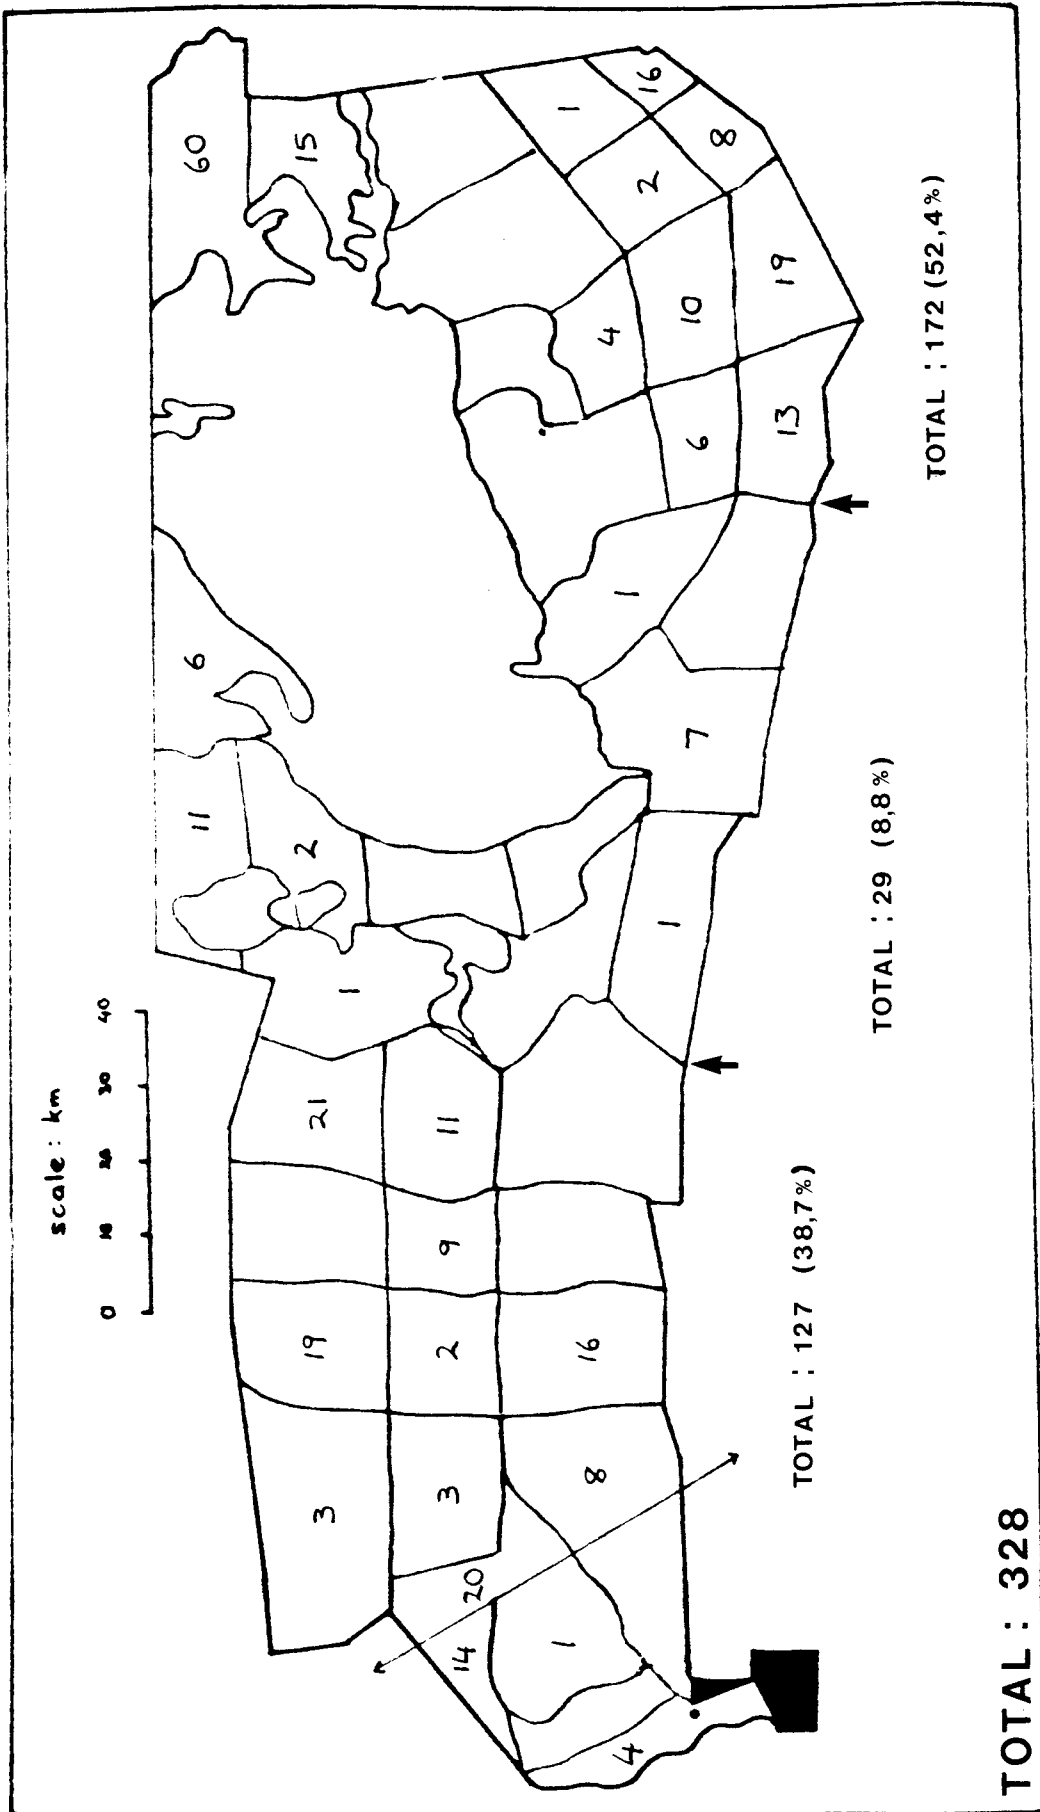 scale : km
0 10 20 30 40
11 6 60
3 19 21 1 2 15
14 20 3 2 9 11
1 8 16 1 4 1
4 2 16
1 7 6 10 8
13 19
TOTAL : 127 (38,7%)
TOTAL : 29 (8,8%)
TOTAL : 172 (52,4%)
TOTAL : 328